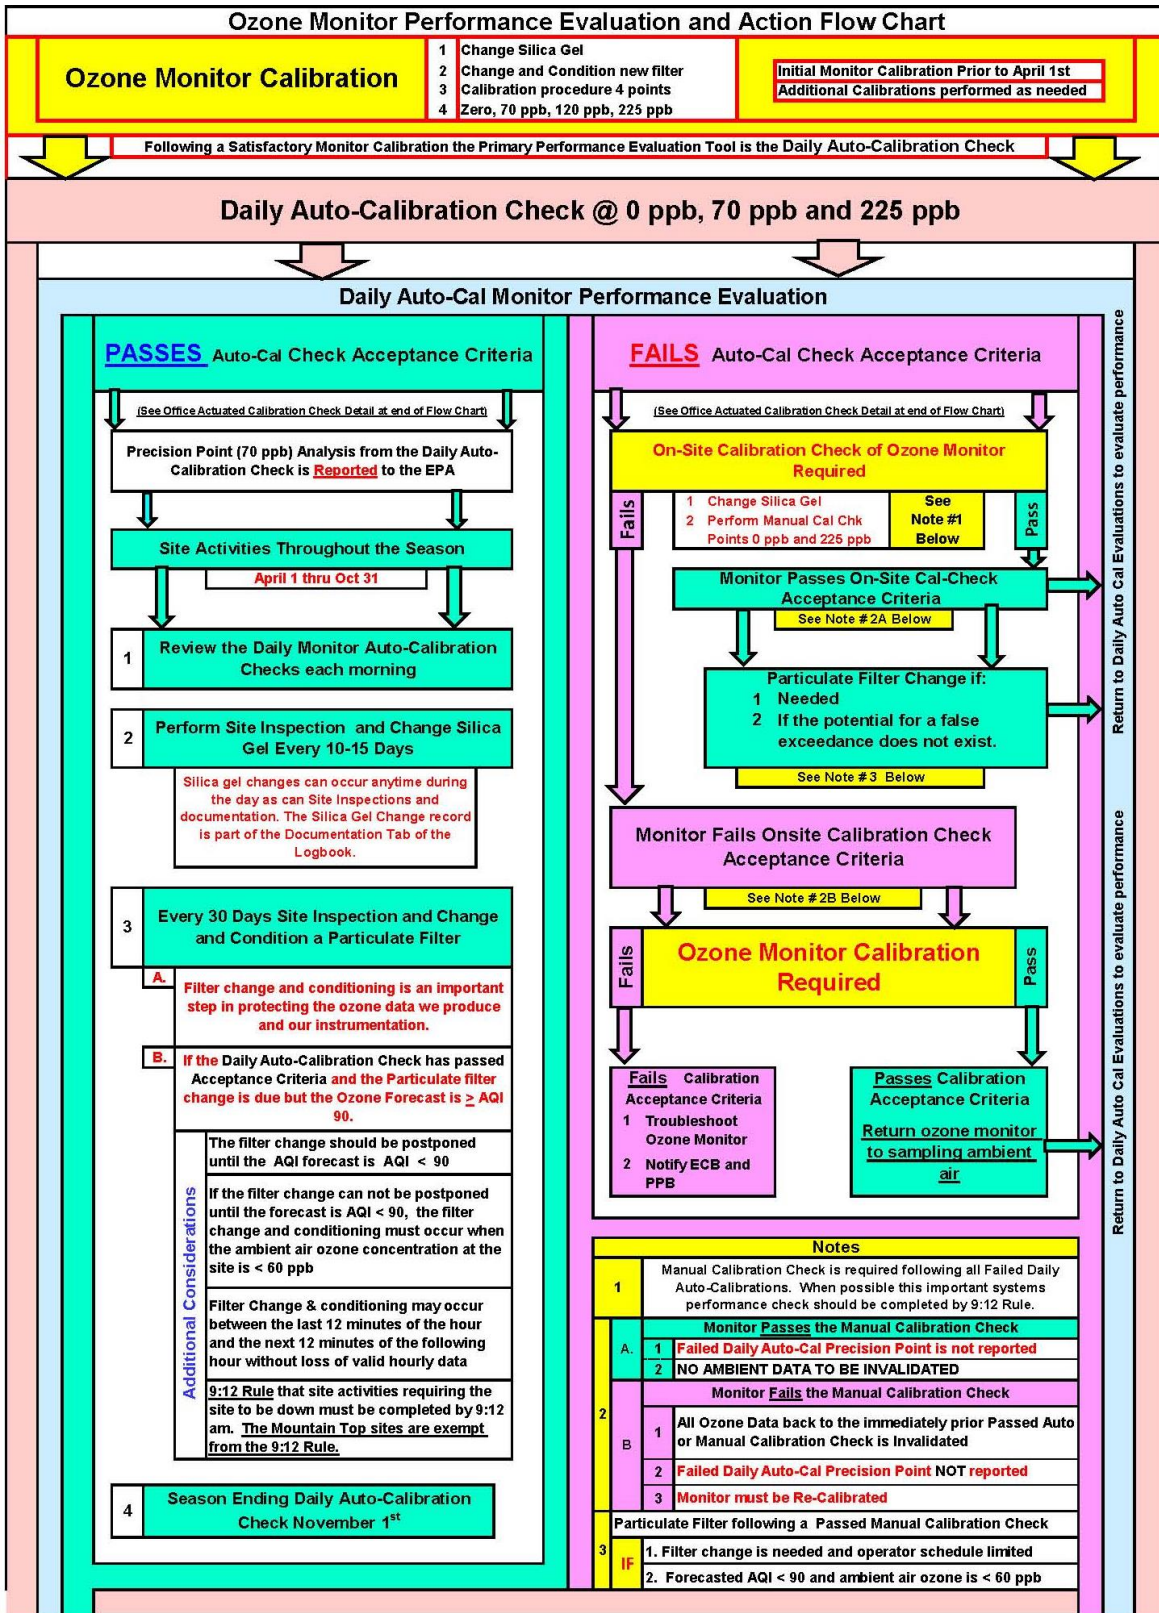 Ozone Monitor Performance Evaluation and Action Flow Chart
Ozone Monitor Calibration
1 Change Silica Gel
2 Change and Condition new filter
3 Calibration procedure 4 points
4 Zero, 70 ppb, 120 ppb, 225 ppb
Initial Monitor Calibration Prior to April 1st
Additional Calibrations performed as needed
Following a Satisfactory Monitor Calibration the Primary Performance Evaluation Tool is the Daily Auto-Calibration Check
Daily Auto-Calibration Check @ 0 ppb, 70 ppb and 225 ppb
Daily Auto-Cal Monitor Performance Evaluation
PASSES Auto-Cal Check Acceptance Criteria
(See Office Actuated Calibration Check Detail at end of Flow Chart)
Precision Point (70 ppb) Analysis from the Daily Auto-
Calibration Check is Reported to the EPA
Site Activities Throughout the Season
April 1 thru Oct 31
1
Review the Daily Monitor Auto-Calibration
Checks each morning
2
Perform Site Inspection and Change Silica
Gel Every 10-15 Days
Silica gel changes can occur anytime during
the day as can Site Inspections and
documentation. The Silica Gel Change record
is part of the Documentation Tab of the
Logbook.
3
Every 30 Days Site Inspection and Change
and Condition a Particulate Filter
A.
Filter change and conditioning is an important
step in protecting the ozone data we produce
and our instrumentation.
B.
If the Daily Auto-Calibration Check has passed
Acceptance Criteria and the Particulate filter
change is due but the Ozone Forecast is ≥ AQI
90.
Additional Considerations
The filter change should be postponed
until the AQI forecast is AQI < 90
If the filter change can not be postponed
until the forecast is AQI < 90, the filter
change and conditioning must occur when
the ambient air ozone concentration at the
site is < 60 ppb
Filter Change & conditioning may occur
between the last 12 minutes of the hour
and the next 12 minutes of the following
hour without loss of valid hourly data
9:12 Rule that site activities requiring the
site to be down must be completed by 9:12
am. The Mountain Top sites are exempt
from the 9:12 Rule.
4
Season Ending Daily Auto-Calibration
Check November 1st
FAILS Auto-Cal Check Acceptance Criteria
(See Office Actuated Calibration Check Detail at end of Flow Chart)
On-Site Calibration Check of Ozone Monitor
Required
Fails
1 Change Silica Gel
2 Perform Manual Cal Chk
Points 0 ppb and 225 ppb
See
Note #1
Below
Pass
Monitor Passes On-Site Cal-Check
Acceptance Criteria
See Note # 2A Below
Particulate Filter Change if:
1 Needed
2 If the potential for a false
exceedance does not exist.
See Note # 3 Below
Monitor Fails Onsite Calibration Check
Acceptance Criteria
See Note # 2B Below
Fails
Ozone Monitor Calibration
Required
Pass
Fails Calibration
Acceptance Criteria
1 Troubleshoot
Ozone Monitor
2 Notify ECB and
PPB
Passes Calibration
Acceptance Criteria
Return ozone monitor
to sampling ambient
air
Return to Daily Auto Cal Evaluations to evaluate performance
Return to Daily Auto Cal Evaluations to evaluate performance
Notes
1
Manual Calibration Check is required following all Failed Daily
Auto-Calibrations. When possible this important systems
performance check should be completed by 9:12 Rule.
2
A.
Monitor Passes the Manual Calibration Check
1 Failed Daily Auto-Cal Precision Point is not reported
2 NO AMBIENT DATA TO BE INVALIDATED
B
Monitor Fails the Manual Calibration Check
1
All Ozone Data back to the immediately prior Passed Auto
or Manual Calibration Check is Invalidated
2 Failed Daily Auto-Cal Precision Point NOT reported
3 Monitor must be Re-Calibrated
3
Particulate Filter following a Passed Manual Calibration Check
IF
1. Filter change is needed and operator schedule limited
2. Forecasted AQI < 90 and ambient air ozone is < 60 ppb